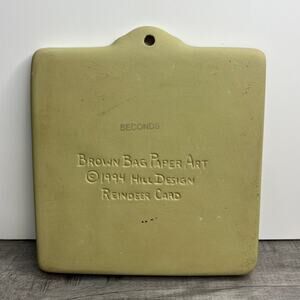 SECONDS
BROWN BAG PAPER ART
©1994 HILL DESIGN
REINDEER CARD